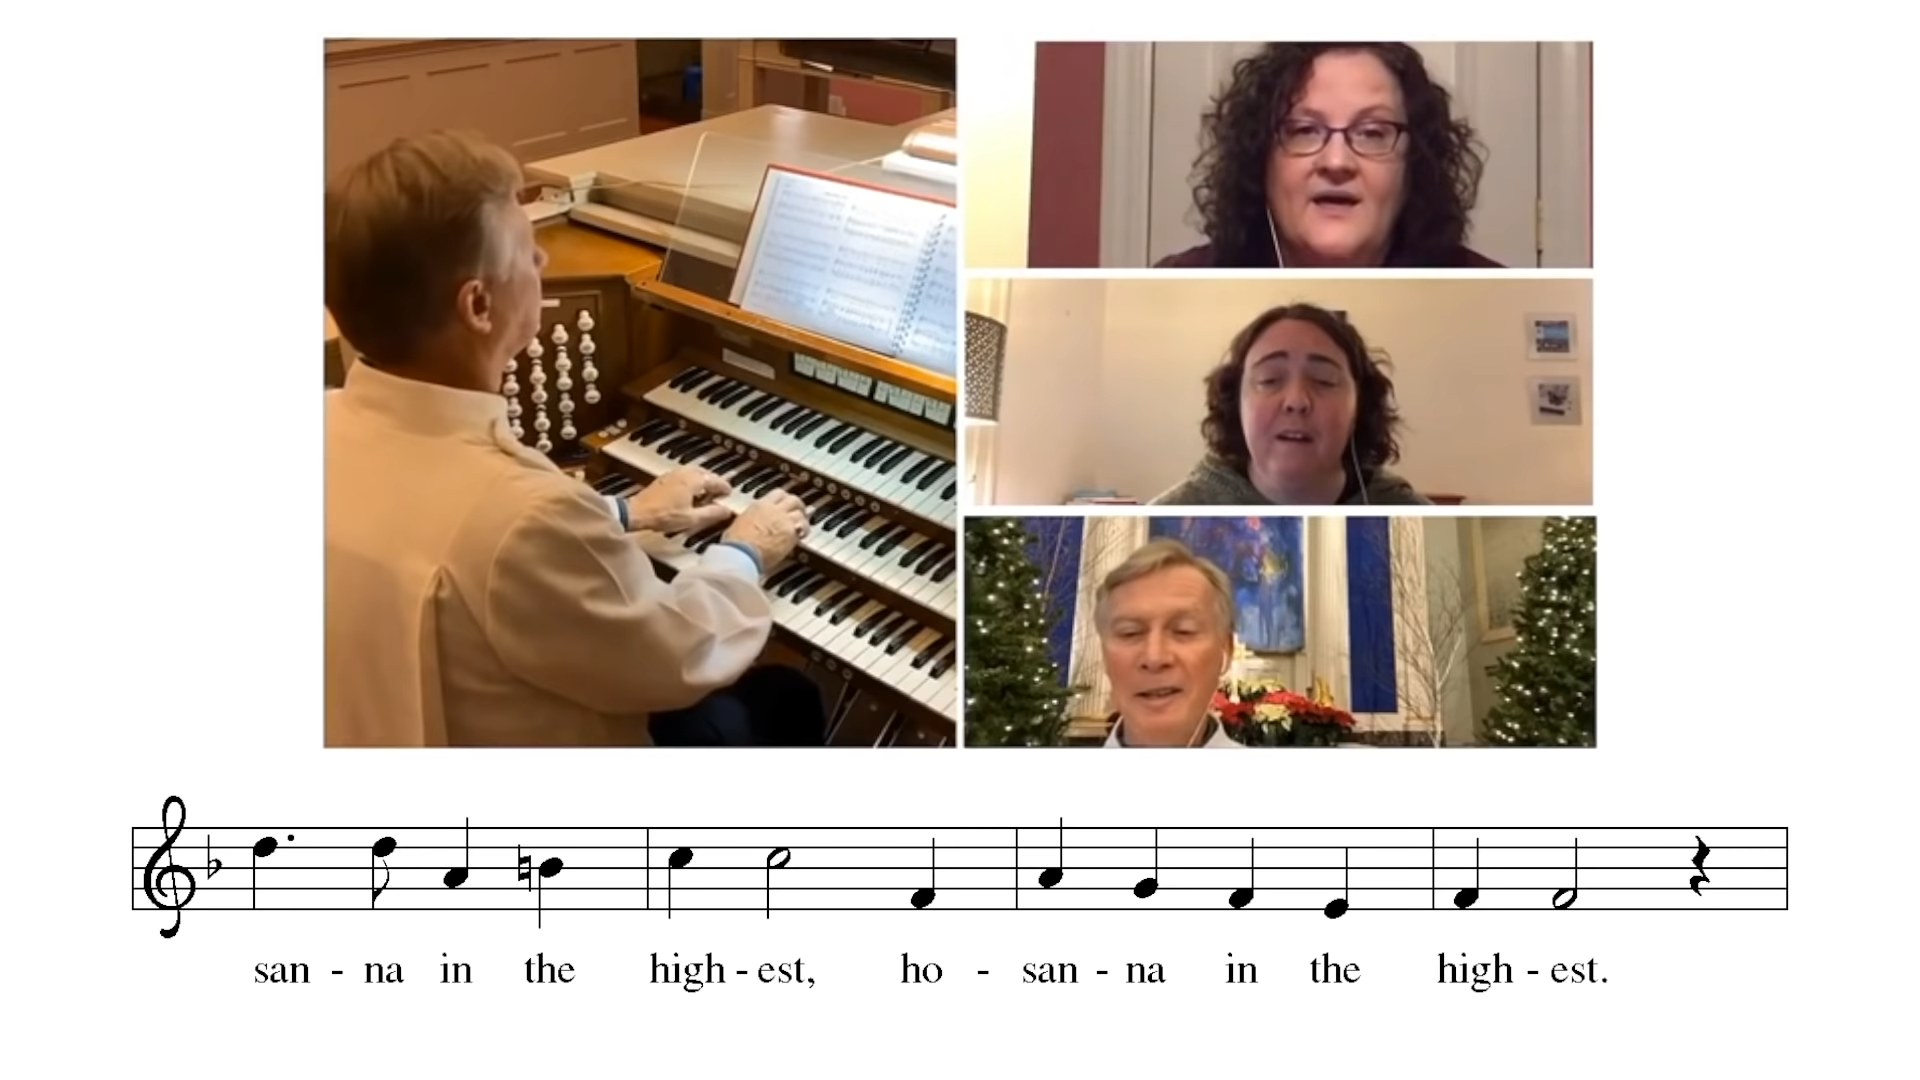 san - na in the high - est, ho - san - na in the high - est.